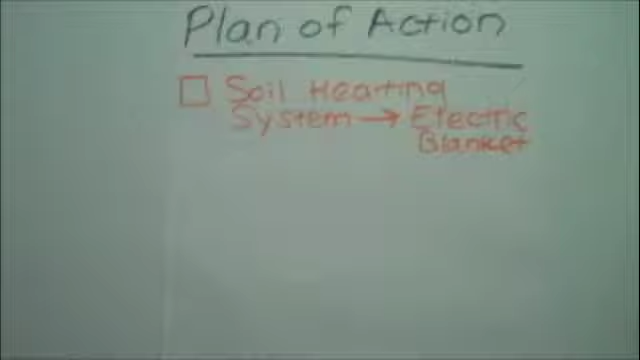 Plan of Action
□ Soil Heating
System → Electric
Blanket